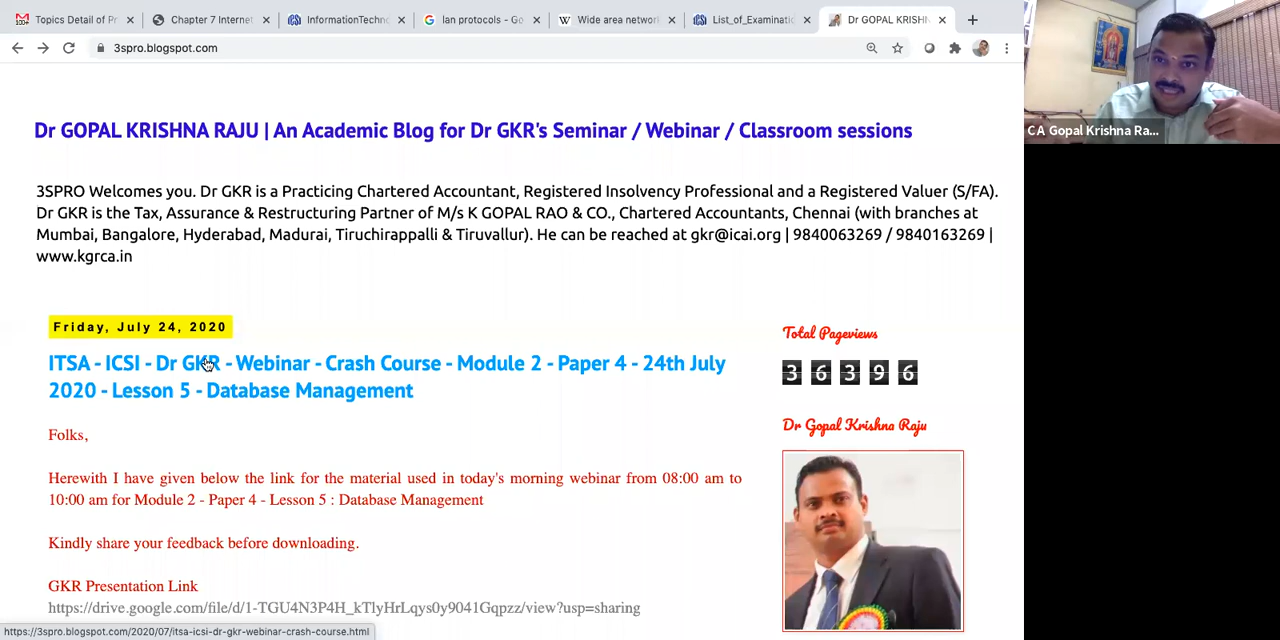 Topics Detail of Pr
Chapter 7 Internet
InformationTechno
lan protocols - Go
Wide area networ
List_of_Examinati
Dr GOPAL KRISHN
3spro.blogspot.com
C A Gopal Krishna Ra...
Dr GOPAL KRISHNA RAJU | An Academic Blog for Dr GKR's Seminar / Webinar / Classroom sessions
3SPRO Welcomes you. Dr GKR is a Practicing Chartered Accountant, Registered Insolvency Professional and a Registered Valuer (S/FA).
Dr GKR is the Tax, Assurance & Restructuring Partner of M/s K GOPAL RAO & CO., Chartered Accountants, Chennai (with branches at
Mumbai, Bangalore, Hyderabad, Madurai, Tiruchirappalli & Tiruvallur). He can be reached at gkr@icai.org | 9840063269 / 9840163269 |
www.kgrca.in
Friday, July 24, 2020
ITSA - ICSI - Dr GKR - Webinar - Crash Course - Module 2 - Paper 4 - 24th July
2020 - Lesson 5 - Database Management
Folks,
Herewith I have given below the link for the material used in today's morning webinar from 08:00 am to
10:00 am for Module 2 - Paper 4 - Lesson 5 : Database Management
Kindly share your feedback before downloading.
GKR Presentation Link
https://drive.google.com/file/d/1-TGU4N3P4H_kTlyHrLqys0y9041Gqpzz/view?usp=sharing
Total Pageviews
3 6 3 9 6
Dr Gopal Krishna Raju
https://3spro.blogspot.com/2020/07/itsa-icsi-dr-gkr-webinar-crash-course.html